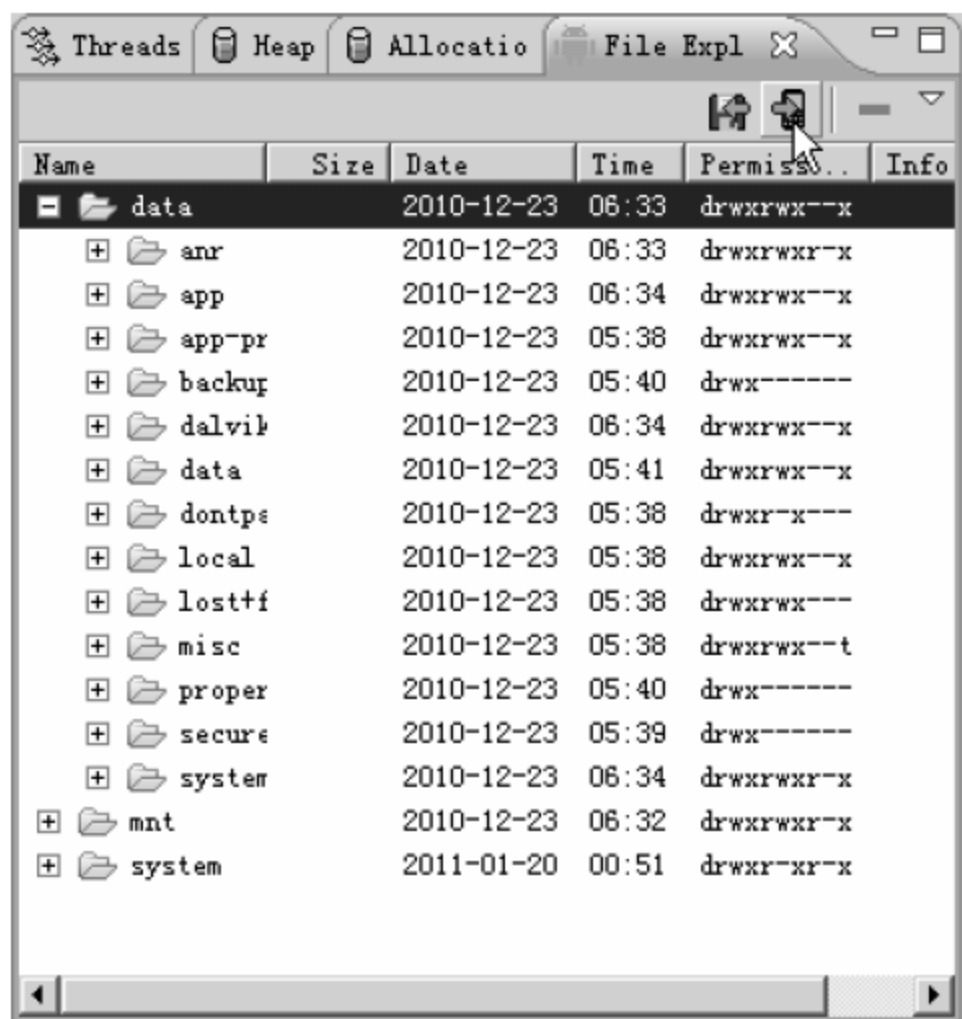 Threads Heap Allocatio File Expl
Name Size Date Time Permisso.. Info
data 2010-12-23 06:33 drwxrwx--x
anr 2010-12-23 06:33 drwxrwxr-x
app 2010-12-23 06:34 drwxrwx--x
app-pr 2010-12-23 05:38 drwxrwx--x
backup 2010-12-23 05:40 drwx------
dalvik 2010-12-23 06:34 drwxrwx--x
data 2010-12-23 05:41 drwxrwx--x
dontpa 2010-12-23 05:38 drwxr-x---
local 2010-12-23 05:38 drwxrwx--x
lost+f 2010-12-23 05:38 drwxrwx---
misc 2010-12-23 05:38 drwxrwx--t
proper 2010-12-23 05:40 drwx------
secure 2010-12-23 05:39 drwx------
system 2010-12-23 06:34 drwxrwxr-x
mnt 2010-12-23 06:32 drwxrwxr-x
system 2011-01-20 00:51 drwxr-xr-x